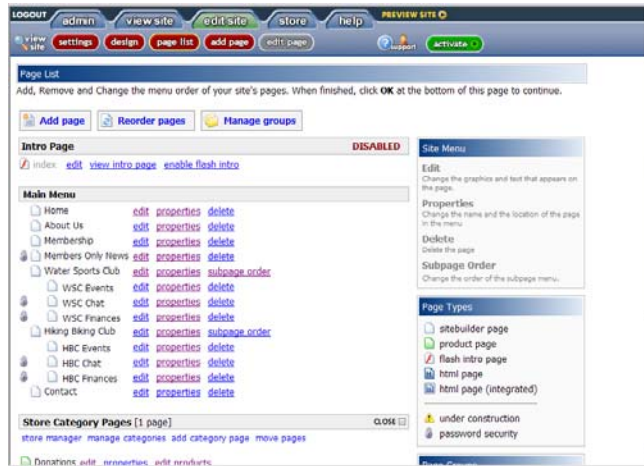 LOGOUT admin view site edit site store help PREVIEW SITE
view site settings design page list add page edit page support activate
Page List
Add, Remove and Change the menu order of your site's pages. When finished, click OK at the bottom of this page to continue.
Add page Reorder pages Manage groups
Intro Page DISABLED
index edit view intro page enable flash intro
Main Menu
Home edit properties delete
About Us edit properties delete
Membership edit properties delete
Members Only News edit properties delete
Water Sports Club edit properties subpage order
WSC Events edit properties delete
WSC Chat edit properties delete
WSC Finances edit properties delete
Hiking Biking Club edit properties subpage order
HBC Events edit properties delete
HBC Chat edit properties delete
HBC Finances edit properties delete
Contact edit properties delete
Store Category Pages [1 page] CLOSE
store manager manage categories add category page move pages
Donations edit properties edit products
Site Menu
Edit
Change the graphics and text that appears on
the page.
Properties
Change the name and the location of the page
in the menu
Delete
Delete the page
Subpage Order
Change the order of the subpage menu.
Page Types
sitebuilder page
product page
flash intro page
html page
html page (integrated)
under construction
password security